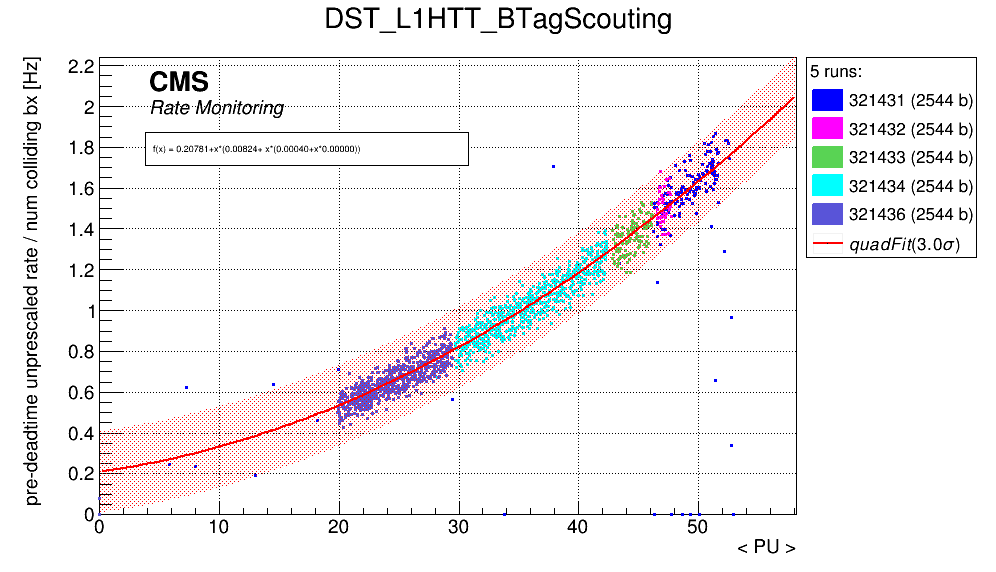 DST_L1HTT_BTagScouting
pre-deadtime unprescaled rate / num colliding bx [Hz]
2.2
2
1.8
1.6
1.4
1.2
1
0.8
0.6
0.4
0.2
0
CMS
Rate Monitoring
f(x) = 0.20781+x*(0.00824+ x*(0.00040+x*0.00000))
0 10 20 30 40 50
< PU >
5 runs:
321431 (2544 b)
321432 (2544 b)
321433 (2544 b)
321434 (2544 b)
321436 (2544 b)
quadFit(3.0σ)